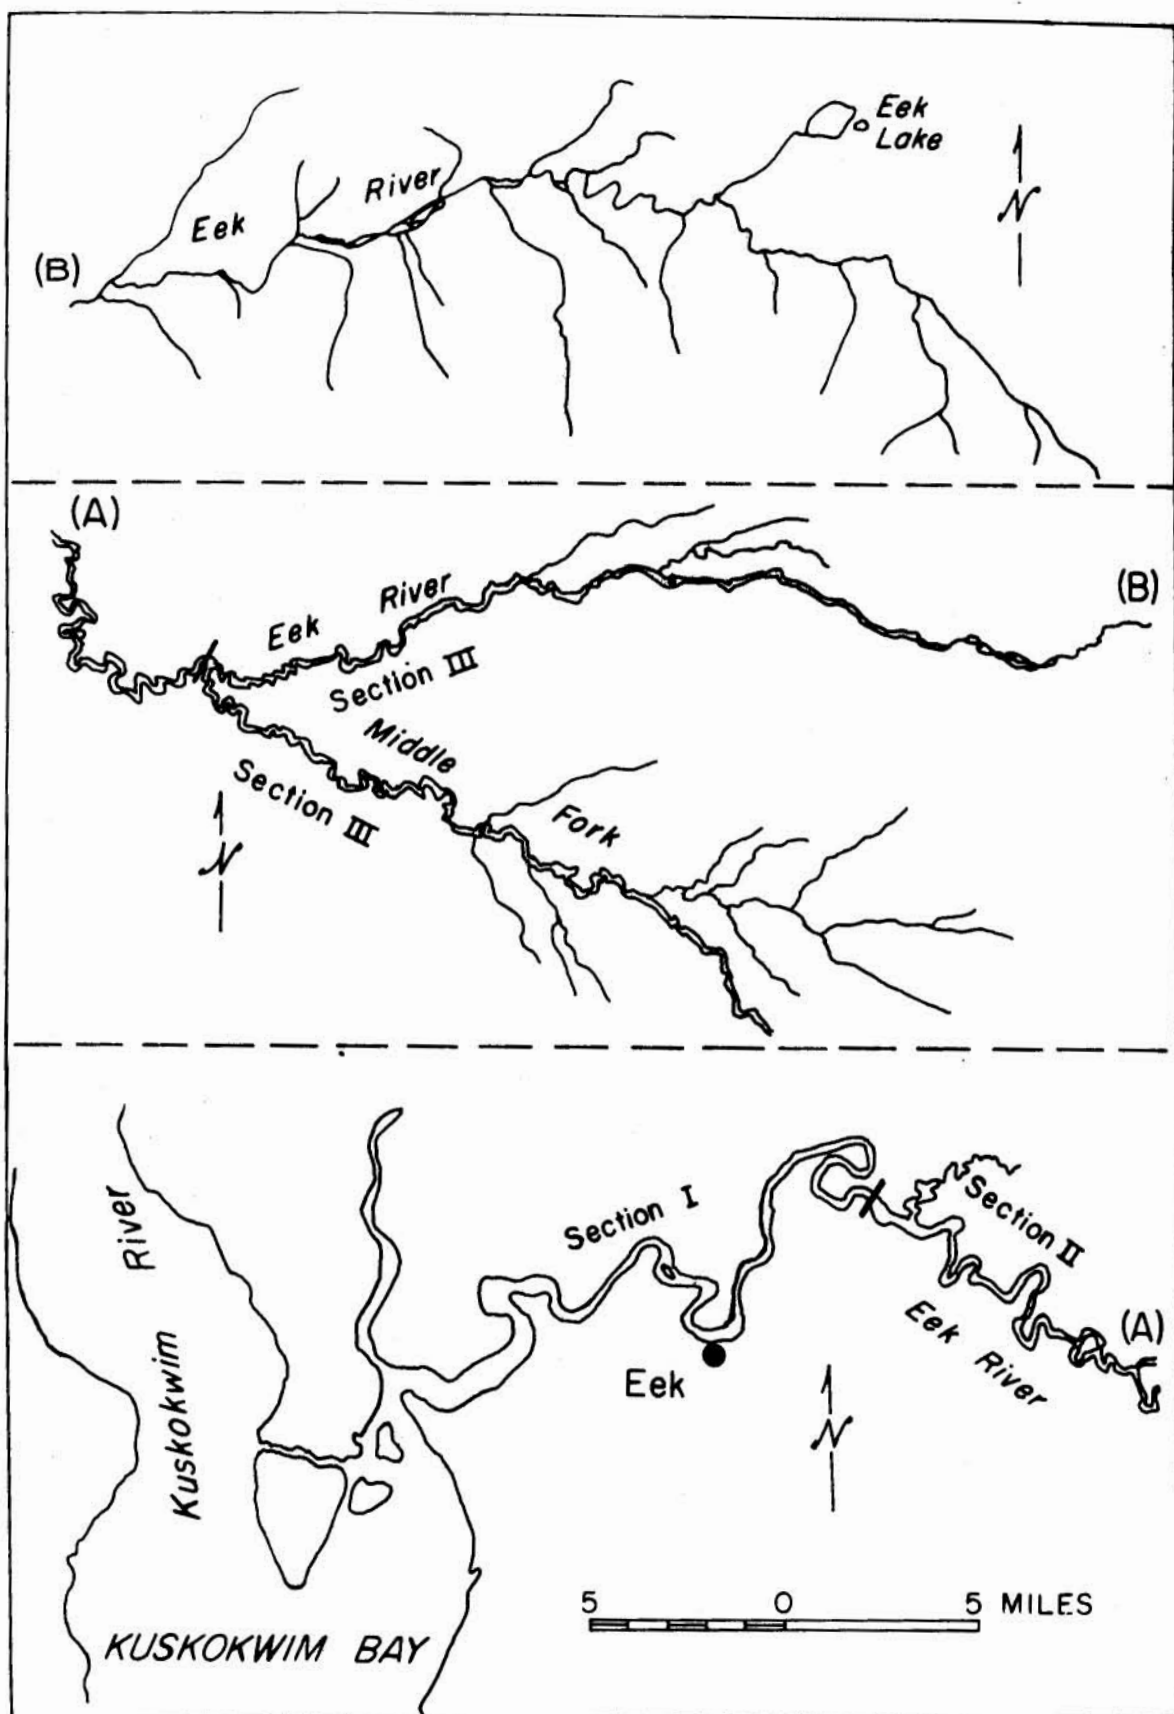 Eek
Lake
River
Eek
(B)
N
(A)
(B)
River
Eek
Section III
Middle
Section III
Fork
N
Section I
Section II
River
(A)
Eek River
Eek
Kuskokwim
N
5 0 5 MILES
KUSKOKWIM BAY